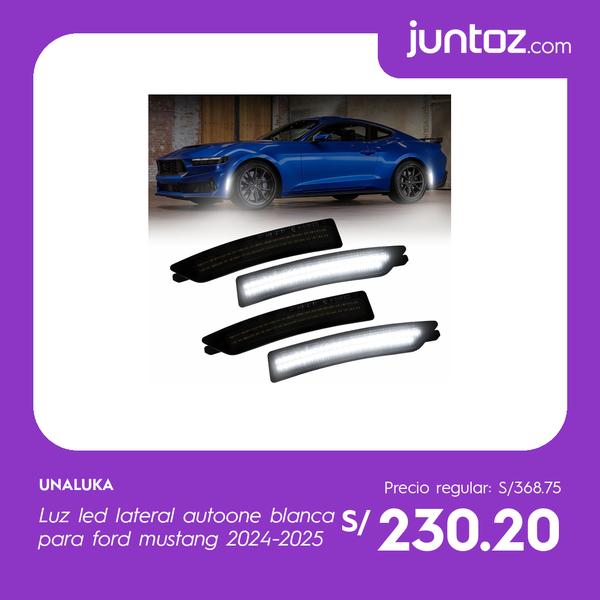 juntoz.com
UNALUKA
Luz led lateral autoone blanca
para ford mustang 2024-2025
Precio regular: S/368.75
S/ 230.20